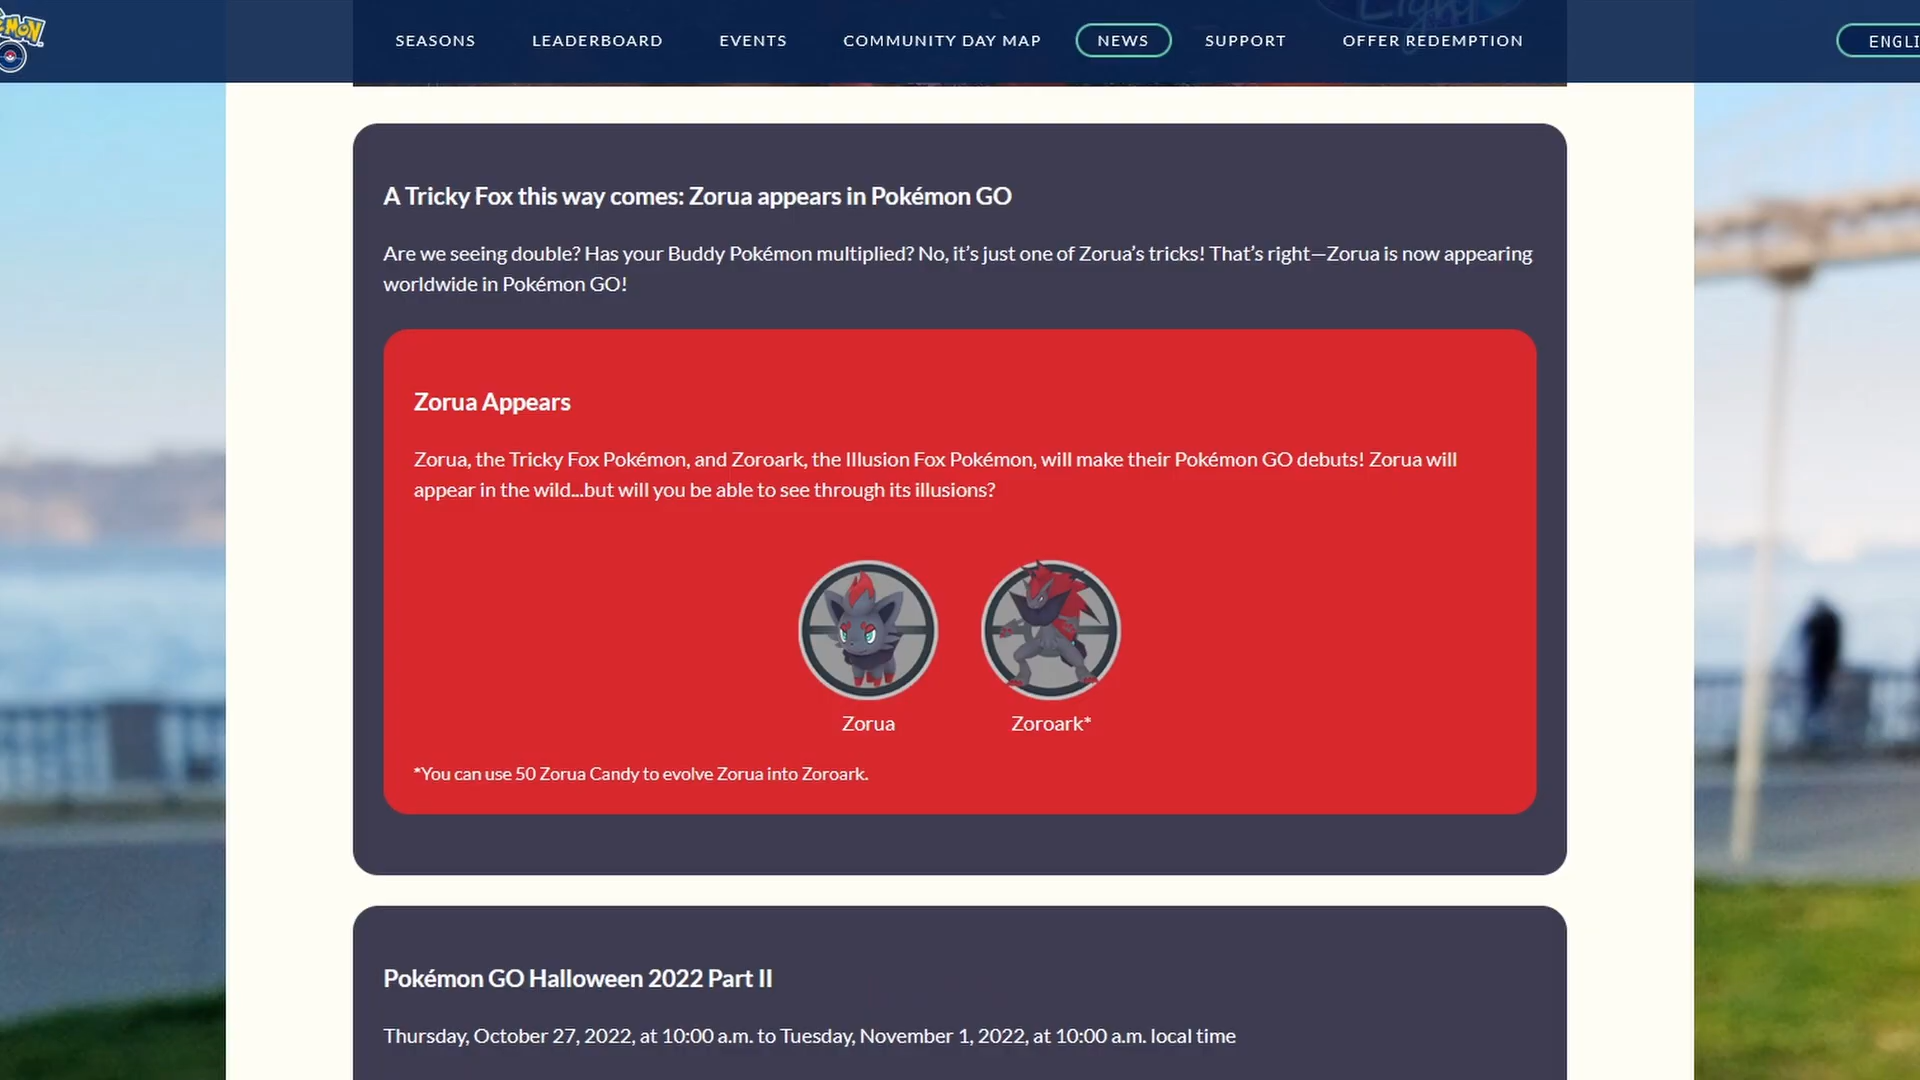 SEASONS LEADERBOARD EVENTS COMMUNITY DAY MAP NEWS SUPPORT OFFER REDEMPTION ENGLI
A Tricky Fox this way comes: Zorua appears in Pokémon GO
Are we seeing double? Has your Buddy Pokémon multiplied? No, it’s just one of Zorua’s tricks! That’s right—Zorua is now appearing
worldwide in Pokémon GO!
Zorua Appears
Zorua, the Tricky Fox Pokémon, and Zoroark, the Illusion Fox Pokémon, will make their Pokémon GO debuts! Zorua will
appear in the wild...but will you be able to see through its illusions?
Zorua Zoroark*
*You can use 50 Zorua Candy to evolve Zorua into Zoroark.
Pokémon GO Halloween 2022 Part II
Thursday, October 27, 2022, at 10:00 a.m. to Tuesday, November 1, 2022, at 10:00 a.m. local time